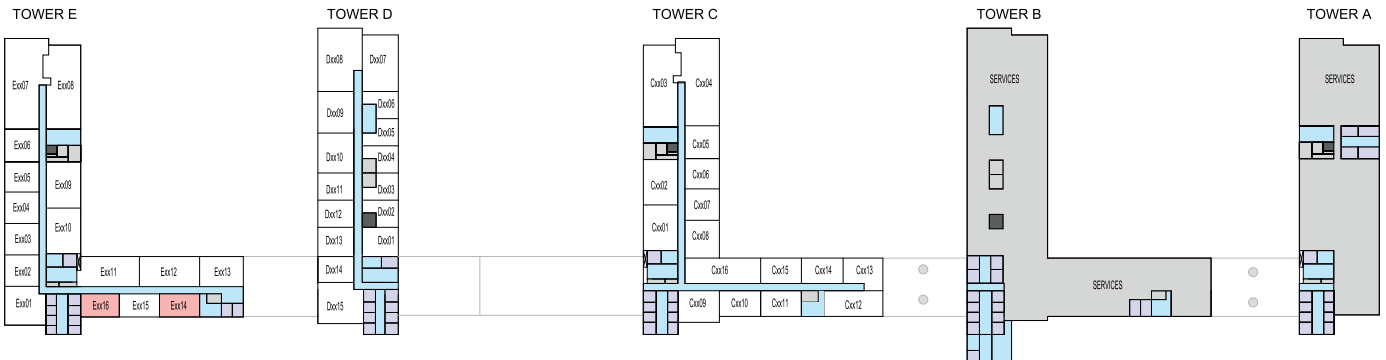 TOWER E
TOWER D
TOWER C
TOWER B
TOWER A
Exx07
Exx08
Exx06
Exx05
Exx09
Exx04
Exx03
Exx10
Exx02
Exx11
Exx12
Exx13
Exx01
Exx16
Exx15
Exx14
Dxx08
Dxx07
Dxx09
Dxx06
Dxx05
Dxx10
Dxx04
Dxx11
Dxx03
Dxx12
Dxx02
Dxx13
Dxx01
Dxx14
Dxx15
Cxx03
Cxx04
Cxx05
Cxx02
Cxx06
Cxx07
Cxx01
Cxx08
Cxx16
Cxx15
Cxx14
Cxx13
Cxx09
Cxx10
Cxx11
Cxx12
SERVICES
SERVICES
SERVICES